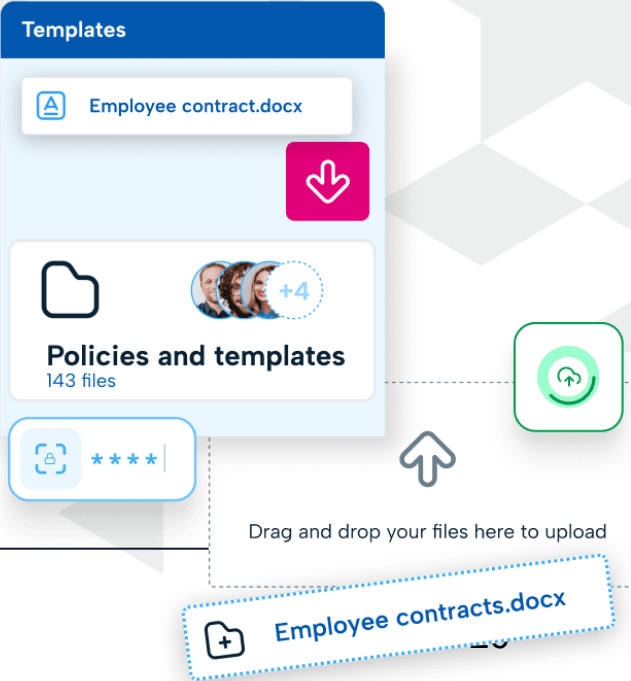 Templates
Employee contract.docx
+4
Policies and templates
143 files
****
Drag and drop your files here to upload
Employee contracts.docx